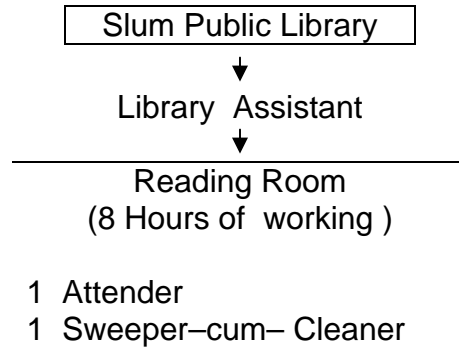 Slum Public Library
Library Assistant
Reading Room
(8 Hours of working )
1 Attender
1 Sweeper–cum– Cleaner